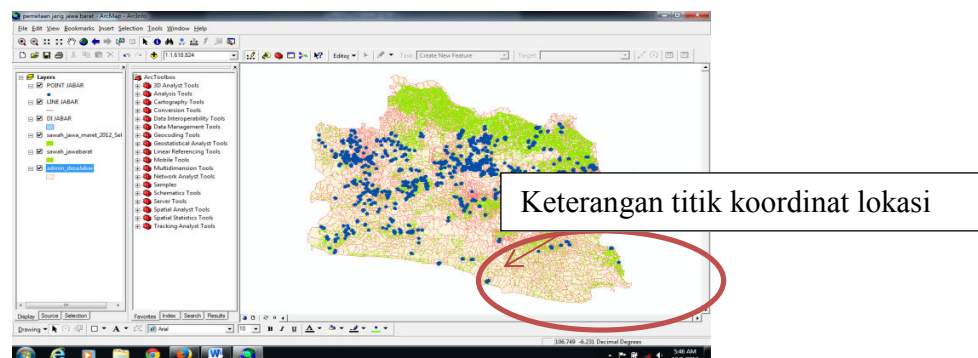 pemetaan jarig jawa barat - ArcMap - ArcInfo
File Edit View Bookmarks Insert Selection Tools Window Help
1:1,618,824
Editor
Task: Create New Feature
Target:
Layers
POINT JABAR
LINE JABAR
DI JABAR
sawah_jawa_maret_2012_Sel
sawah_jawabarat
admin_desaJabar
ArcToolbox
3D Analyst Tools
Analysis Tools
Cartography Tools
Conversion Tools
Data Interoperability Tools
Data Management Tools
Geocoding Tools
Geostatistical Analyst Tools
Linear Referencing Tools
Mobile Tools
Multidimension Tools
Network Analyst Tools
Samples
Schematics Tools
Server Tools
Spatial Analyst Tools
Spatial Statistics Tools
Tracking Analyst Tools
Keterangan titik koordinat lokasi
Display Source Selection
Favorites Index Search Results
Drawing
A
Arial
10
B I U A
106.749 -6.231 Decimal Degrees
5:46 AM